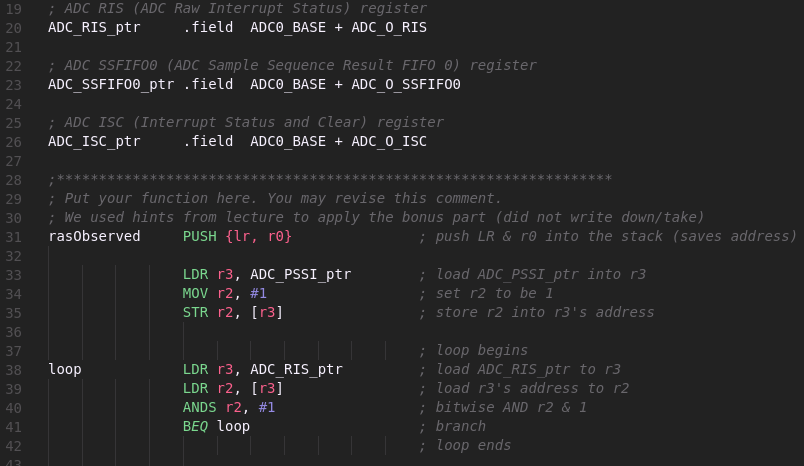 19 ; ADC RIS (ADC Raw Interrupt Status) register
20 ADC_RIS_ptr .field ADC0_BASE + ADC_O_RIS
21
22 ; ADC SSFIFO0 (ADC Sample Sequence Result FIFO 0) register
23 ADC_SSFIFO0_ptr .field ADC0_BASE + ADC_O_SSFIFO0
24
25 ; ADC ISC (Interrupt Status and Clear) register
26 ADC_ISC_ptr .field ADC0_BASE + ADC_O_ISC
27
28 ;******************************************************************
29 ; Put your function here. You may revise this comment.
30 ; We used hints from lecture to apply the bonus part (did not write down/take)
31 rasObserved PUSH {lr, r0} ; push LR & r0 into the stack (saves address)
32
33 LDR r3, ADC_PSSI_ptr ; load ADC_PSSI_ptr into r3
34 MOV r2, #1 ; set r2 to be 1
35 STR r2, [r3] ; store r2 into r3's address
36
37 ; loop begins
38 loop LDR r3, ADC_RIS_ptr ; load ADC_RIS_ptr to r3
39 LDR r2, [r3] ; load r3's address to r2
40 ANDS r2, #1 ; bitwise AND r2 & 1
41 BEQ loop ; branch
42 ; loop ends
43